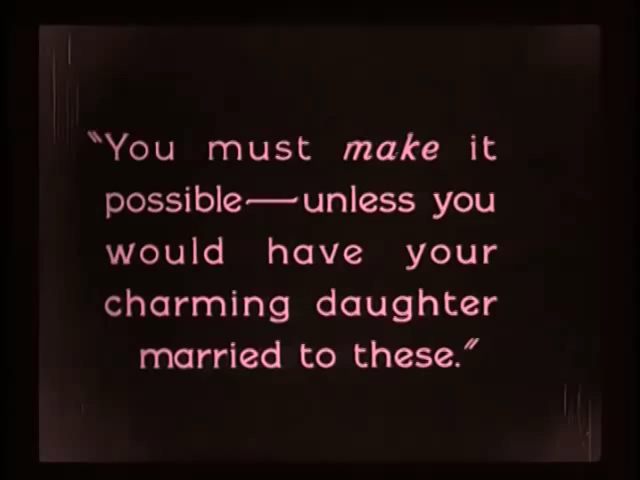 "You must make it
possible—unless you
would have your
charming daughter
married to these."